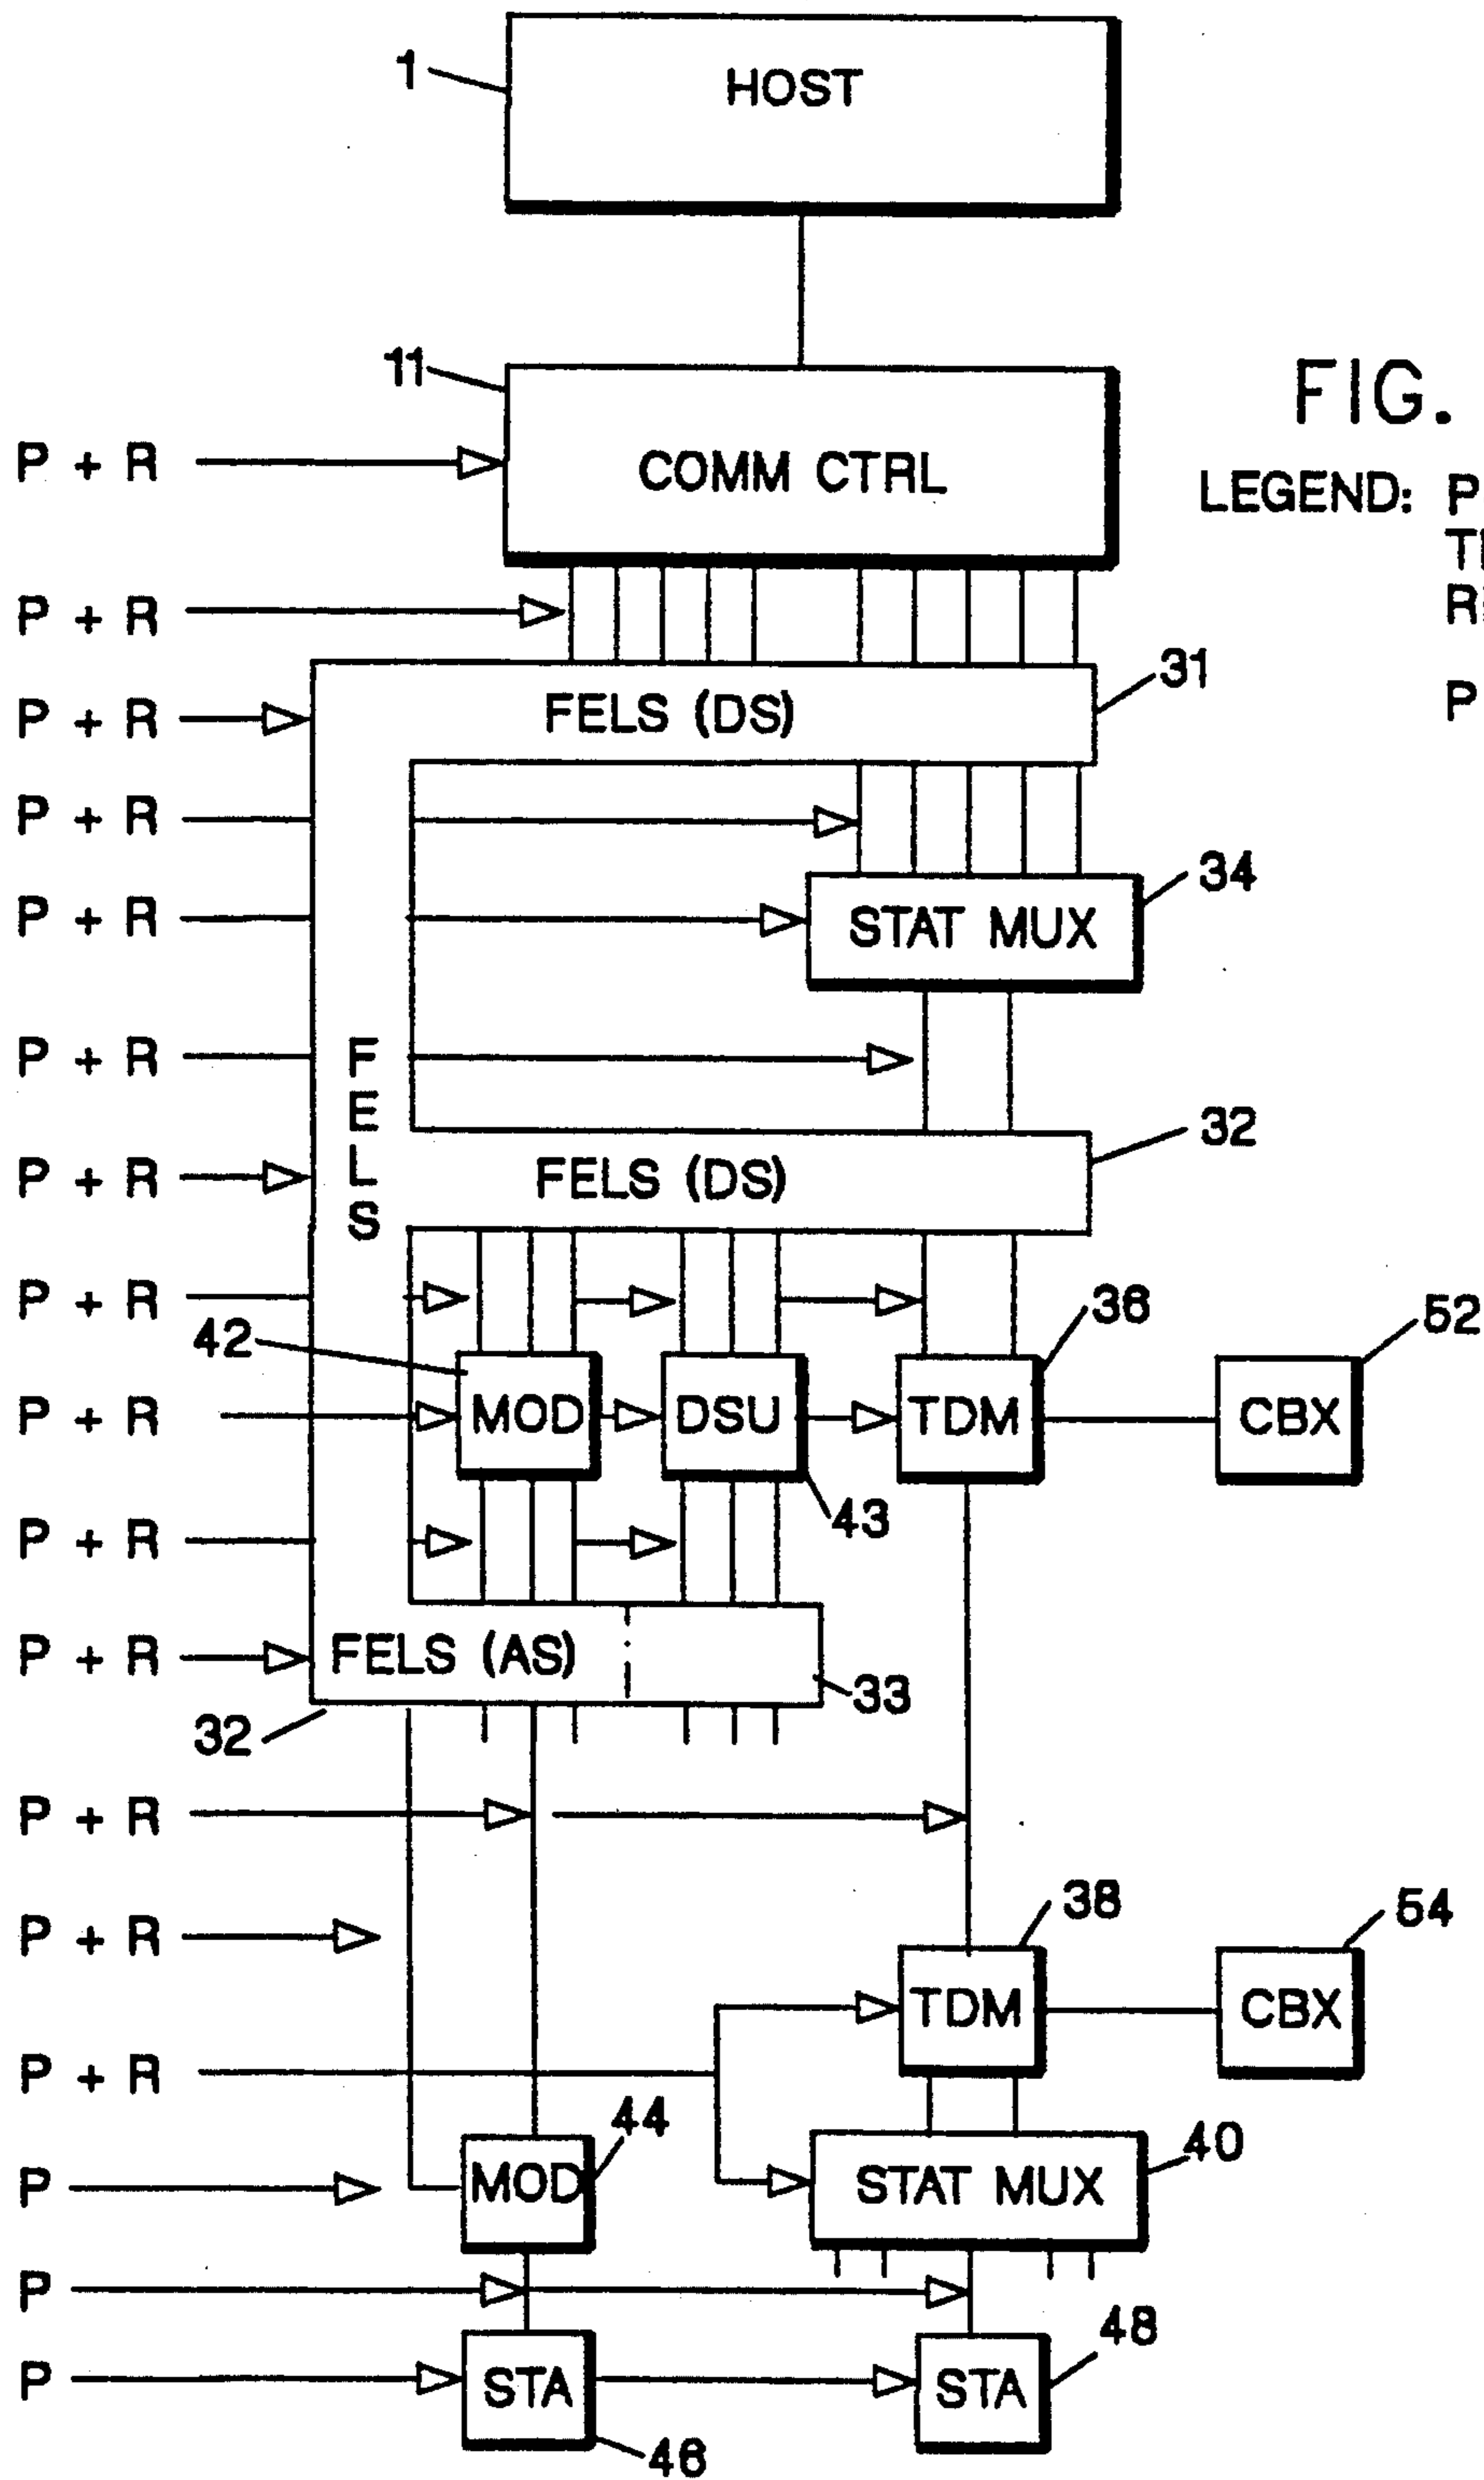 1
HOST
11
FIG.
P + R
COMM CTRL
LEGEND: P
P + R
31
P + R
FELS (DS)
P
P + R
34
P + R
STAT MUX
P + R
FELS
32
P + R
FELS (DS)
P + R
36
52
42
P + R
MOD
DSU
TDM
CBX
43
P + R
P + R
FELS (AS)
33
32
P + R
38
54
P + R
TDM
CBX
P + R
44
40
P
MOD
STAT MUX
P
48
P
STA
STA
46